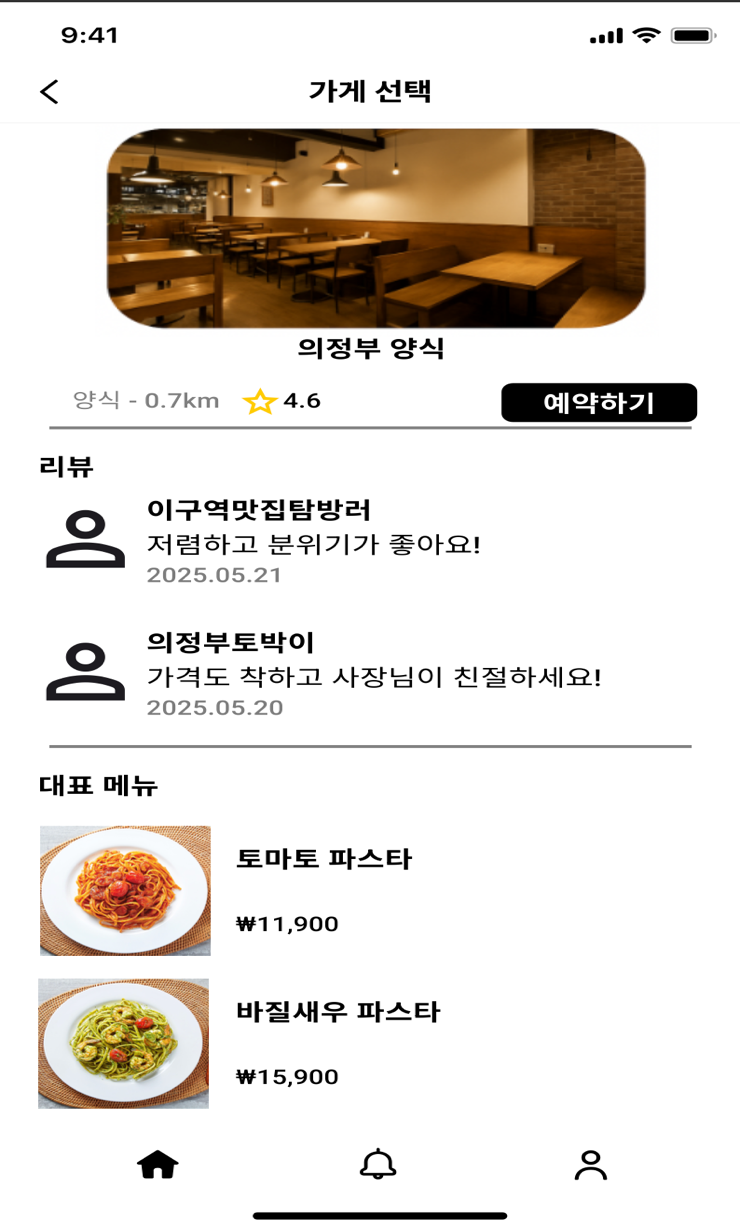 9:41
가게 선택
의정부 양식
양식 - 0.7km 4.6 예약하기
리뷰
이구역맛집탐방러
저렴하고 분위기가 좋아요!
2025.05.21
의정부토박이
가격도 착하고 사장님이 친절하세요!
2025.05.20
대표 메뉴
토마토 파스타
₩11,900
바질새우 파스타
₩15,900